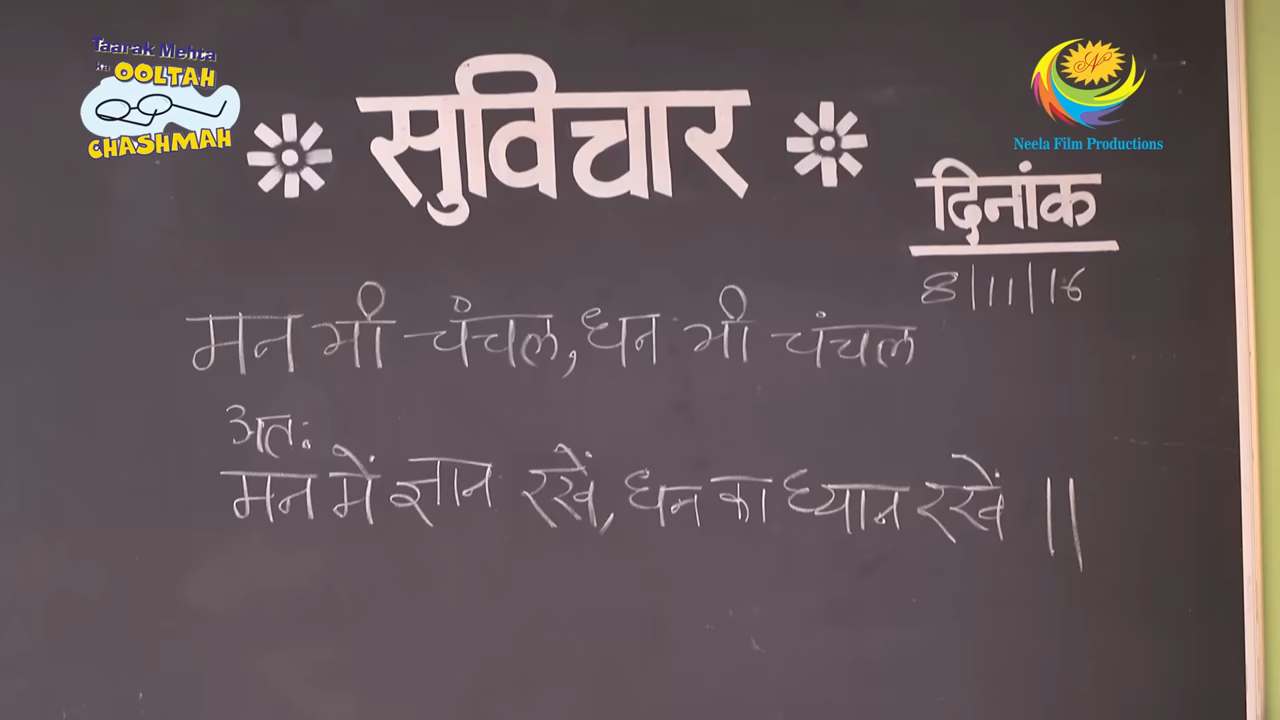 Taarak Mehta
ka OOLTAH
CHASHMAH
Neela Film Productions
सुविचार
दिनांक
8/11/16
मन भी चंचल, धन भी चंचल
अतः
मन में ज्ञान रखें, धन का ध्यान रखें ||